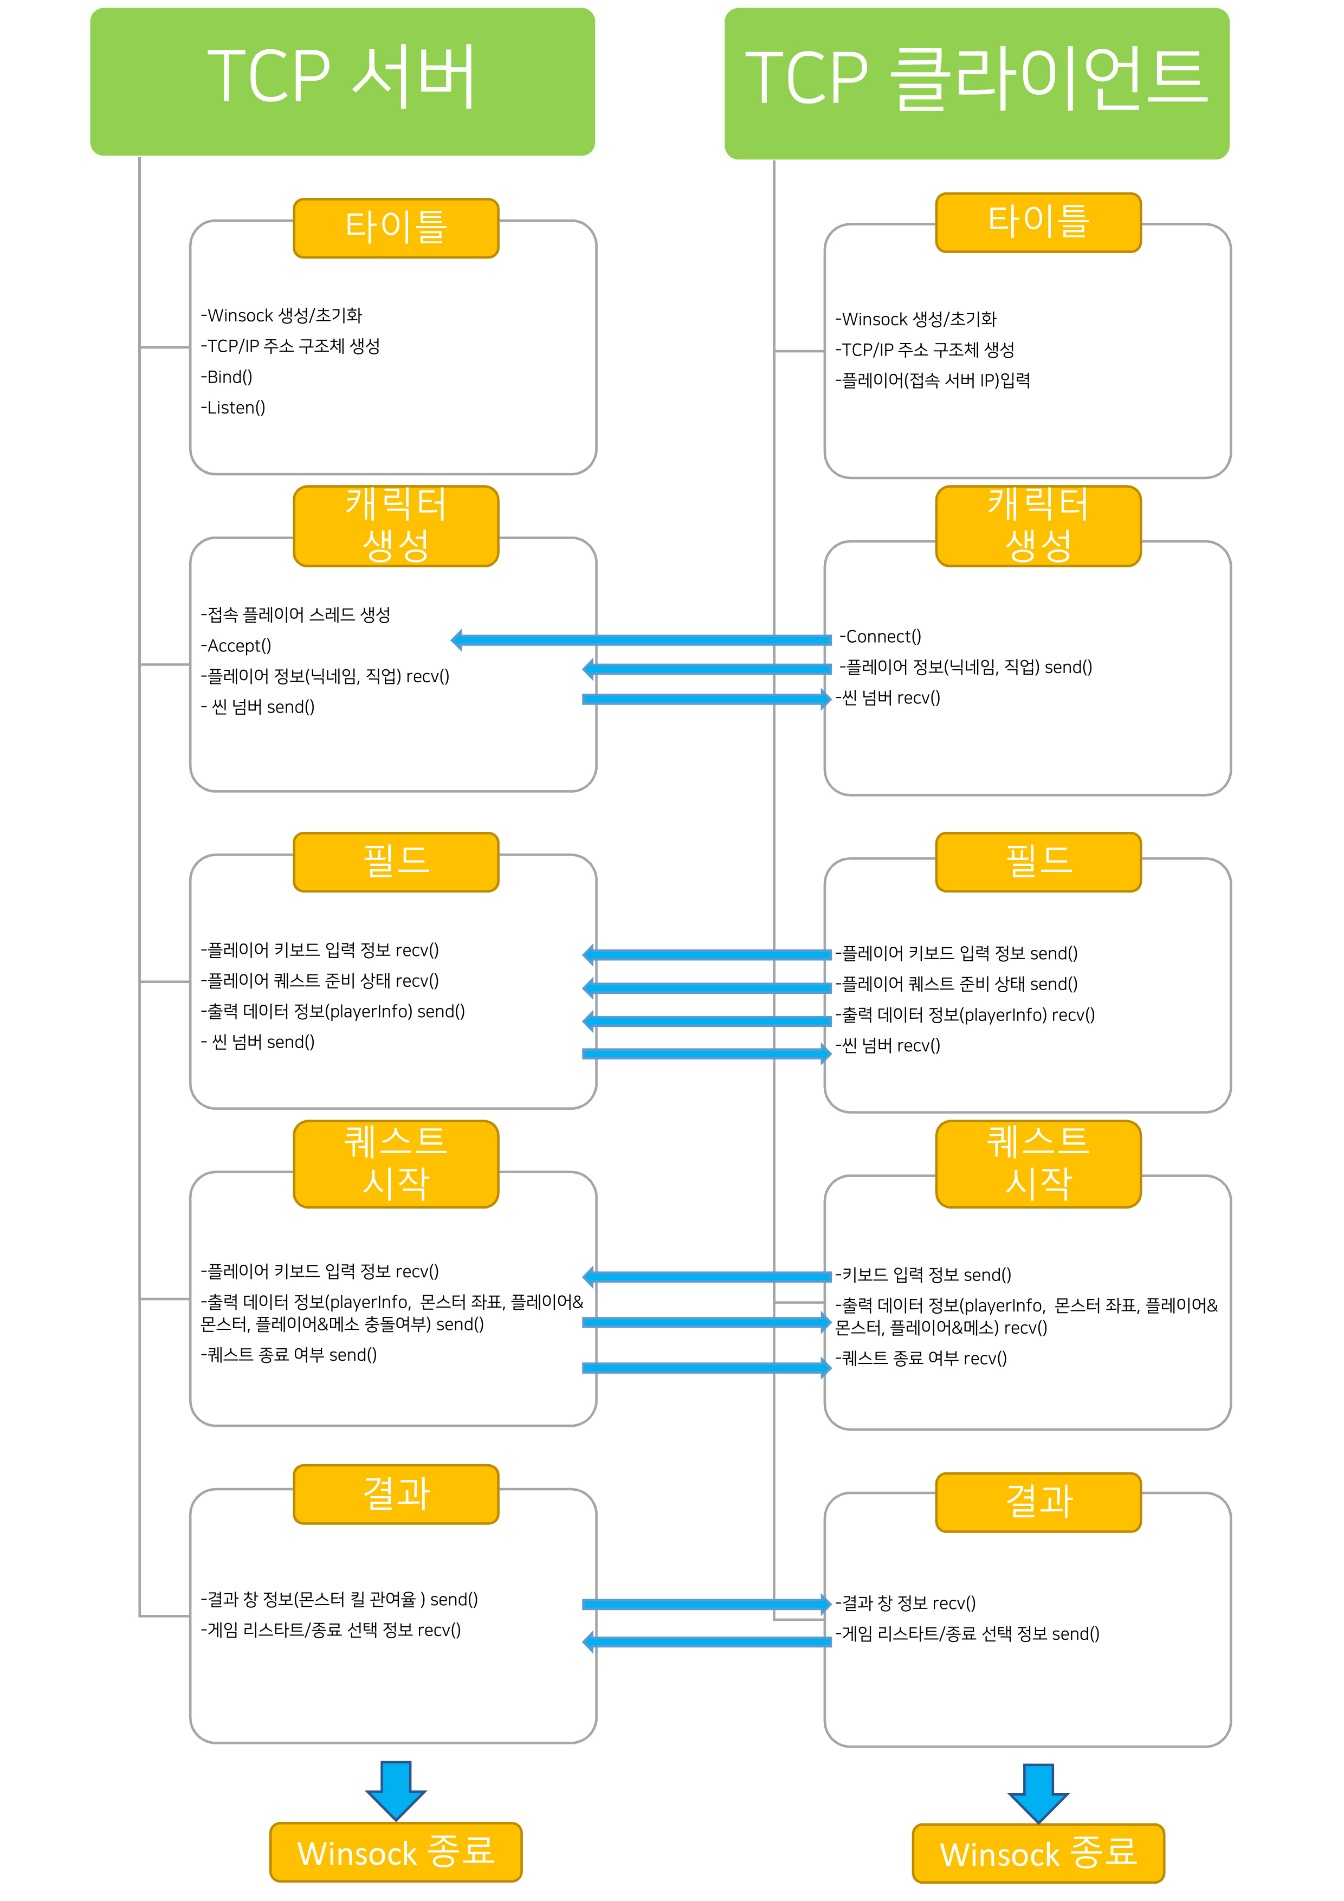 TCP 서버
타이틀
-Winsock 생성/초기화
-TCP/IP 주소 구조체 생성
-Bind()
-Listen()
캐릭터
생성
-접속 플레이어 스레드 생성
-Accept()
-플레이어 정보(닉네임, 직업) recv()
- 씬 넘버 send()
필드
-플레이어 키보드 입력 정보 recv()
-플레이어 퀘스트 준비 상태 recv()
-출력 데이터 정보(playerInfo) send()
- 씬 넘버 send()
퀘스트
시작
-플레이어 키보드 입력 정보 recv()
-출력 데이터 정보(playerInfo,  몬스터 좌표, 플레이어&
몬스터, 플레이어&메소 충돌여부) send()
-퀘스트 종료 여부 send()
결과
-결과 창 정보(몬스터 킬 관여율 ) send()
-게임 리스타트/종료 선택 정보 recv()
Winsock 종료
TCP 클라이언트
타이틀
-Winsock 생성/초기화
-TCP/IP 주소 구조체 생성
-플레이어(접속 서버 IP)입력
캐릭터
생성
-Connect()
-플레이어 정보(닉네임, 직업) send()
-씬 넘버 recv()
필드
-플레이어 키보드 입력 정보 send()
-플레이어 퀘스트 준비 상태 send()
-출력 데이터 정보(playerInfo) recv()
-씬 넘버 recv()
퀘스트
시작
-키보드 입력 정보 send()
-출력 데이터 정보(playerInfo,  몬스터 좌표, 플레이어&
몬스터, 플레이어&메소) recv()
-퀘스트 종료 여부 recv()
결과
-결과 창 정보 recv()
-게임 리스타트/종료 선택 정보 send()
Winsock 종료